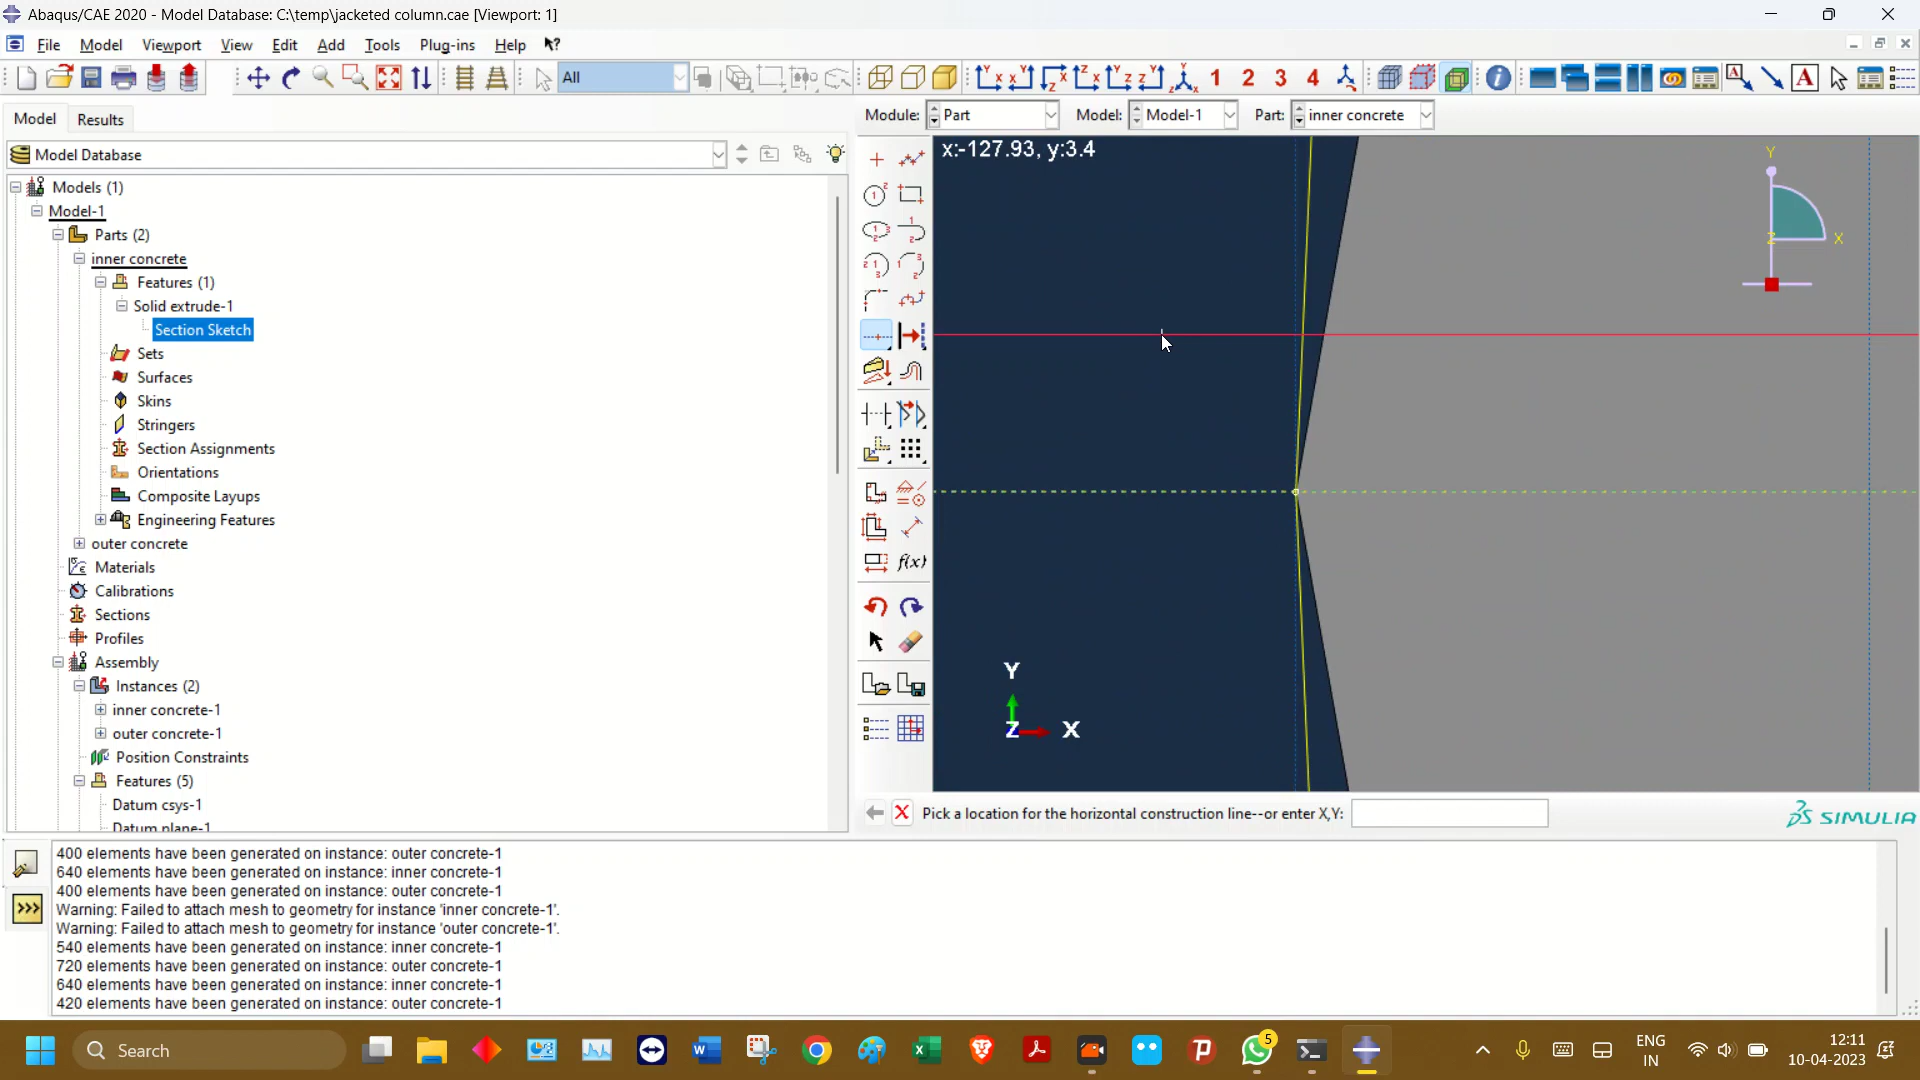 Abaqus/CAE 2020 - Model Database: C:\temp\jacketed column.cae [Viewport: 1]
File Model Viewport View Edit Add Tools Plug-ins Help
All
1 2 3 4
Model Results
Module: Part Model: Model-1 Part: inner concrete
Model Database
Models (1)
Model-1
Parts (2)
inner concrete
Features (1)
Solid extrude-1
Section Sketch
Sets
Surfaces
Skins
Stringers
Section Assignments
Orientations
Composite Layups
Engineering Features
outer concrete
Materials
Calibrations
Sections
Profiles
Assembly
Instances (2)
inner concrete-1
outer concrete-1
Position Constraints
Features (5)
Datum csys-1
Datum plane-1
x:-127.93, y:3.4
Y
Z X
f(x)
Y
Z X
Pick a location for the horizontal construction line--or enter X,Y:
SIMULIA
400 elements have been generated on instance: outer concrete-1
640 elements have been generated on instance: inner concrete-1
400 elements have been generated on instance: outer concrete-1
Warning: Failed to attach mesh to geometry for instance 'inner concrete-1'.
Warning: Failed to attach mesh to geometry for instance 'outer concrete-1'.
540 elements have been generated on instance: inner concrete-1
720 elements have been generated on instance: outer concrete-1
640 elements have been generated on instance: inner concrete-1
420 elements have been generated on instance: outer concrete-1
>>>
Search
5
ENG
IN
12:11
10-04-2023